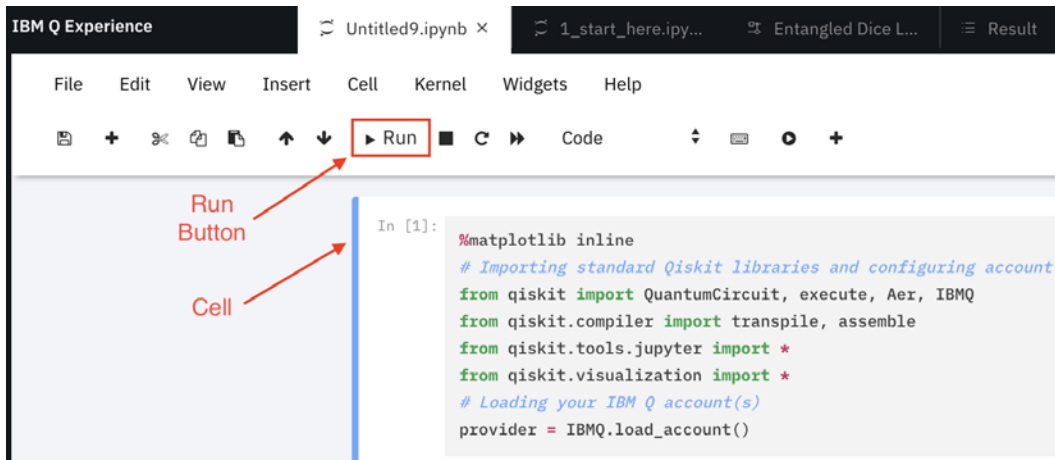 IBM Q Experience Untitled9.ipynb × 1_start_here.ipy... Entangled Dice L... Result
File Edit View Insert Cell Kernel Widgets Help
Run Code
Run
Button
Cell
In [1]:
%matplotlib inline
# Importing standard Qiskit libraries and configuring account
from qiskit import QuantumCircuit, execute, Aer, IBMQ
from qiskit.compiler import transpile, assemble
from qiskit.tools.jupyter import *
from qiskit.visualization import *
# Loading your IBM Q account(s)
provider = IBMQ.load_account()